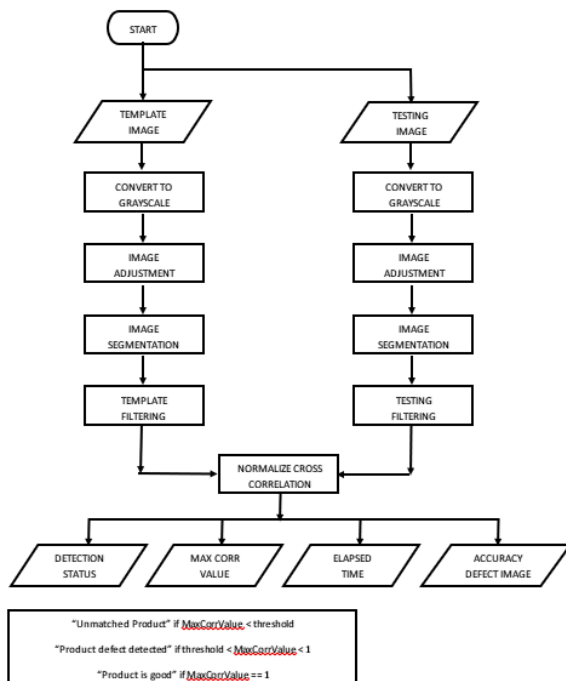 START
TEMPLATE
IMAGE
TESTING
IMAGE
CONVERT TO
GRAYSCALE
CONVERT TO
GRAYSCALE
IMAGE
ADJUSTMENT
IMAGE
ADJUSTMENT
IMAGE
SEGMENTATION
IMAGE
SEGMENTATION
TEMPLATE
FILTERING
TESTING
FILTERING
NORMALIZE CROSS
CORRELATION
DETECTION
STATUS
MAX CORR
VALUE
ELAPSED
TIME
ACCURACY
DEFECT IMAGE
“Unmatched Product” if MaxCorrValue < threshold
“Product defect detected” if threshold < MaxCorrValue < 1
“Product is good” if MaxCorrValue == 1